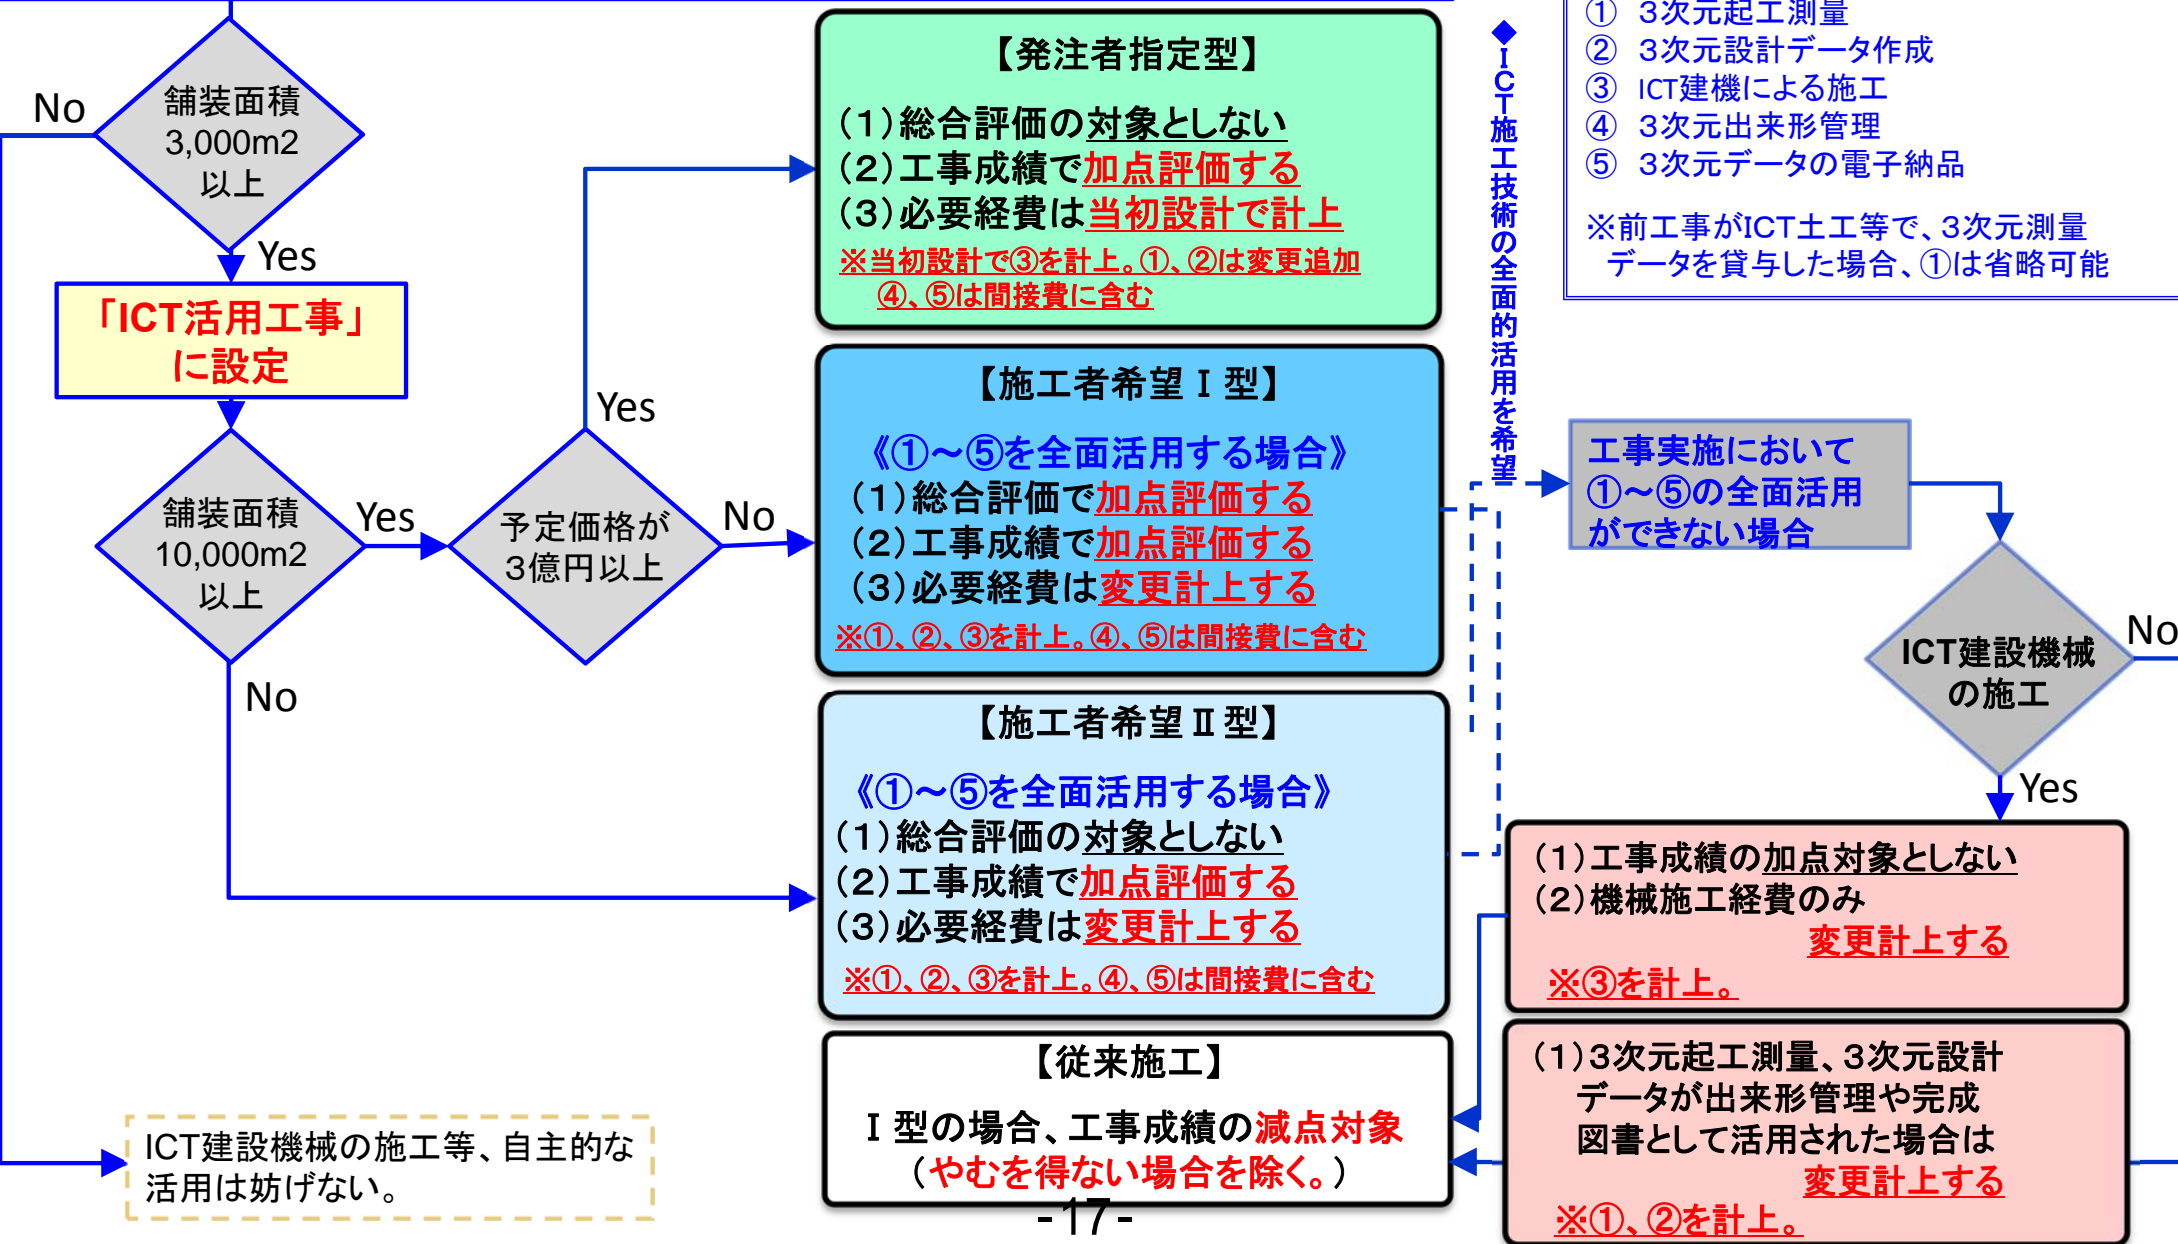 舗装面積
3,000m2
以上
No
Yes
「ICT活用工事」
に設定
舗装面積
10,000m2
以上
Yes
No
予定価格が
3億円以上
Yes
No
ICT建設機械の施工等、自主的な
活用は妨げない。
【発注者指定型】
(1)総合評価の対象としない
(2)工事成績で加点評価する
(3)必要経費は当初設計で計上
※当初設計で③を計上。①、②は変更追加
④、⑤は間接費に含む
【施工者希望Ⅰ型】
《①～⑤を全面活用する場合》
(1)総合評価で加点評価する
(2)工事成績で加点評価する
(3)必要経費は変更計上する
※①、②、③を計上。④、⑤は間接費に含む
【施工者希望Ⅱ型】
《①～⑤を全面活用する場合》
(1)総合評価の対象としない
(2)工事成績で加点評価する
(3)必要経費は変更計上する
※①、②、③を計上。④、⑤は間接費に含む
【従来施工】
Ⅰ型の場合、工事成績の減点対象
(やむを得ない場合を除く。)
◆ICT施工技術の全面的活用を希望
① 3次元起工測量
② 3次元設計データ作成
③ ICT建機による施工
④ 3次元出来形管理
⑤ 3次元データの電子納品
※前工事がICT土工等で、3次元測量
データを貸与した場合、①は省略可能
工事実施において
①～⑤の全面活用
ができない場合
ICT建設機械
の施工
No
Yes
(1)工事成績の加点対象としない
(2)機械施工経費のみ
変更計上する
※③を計上。
(1)3次元起工測量、3次元設計
データが出来形管理や完成
図書として活用された場合は
変更計上する
※①、②を計上。
-17-